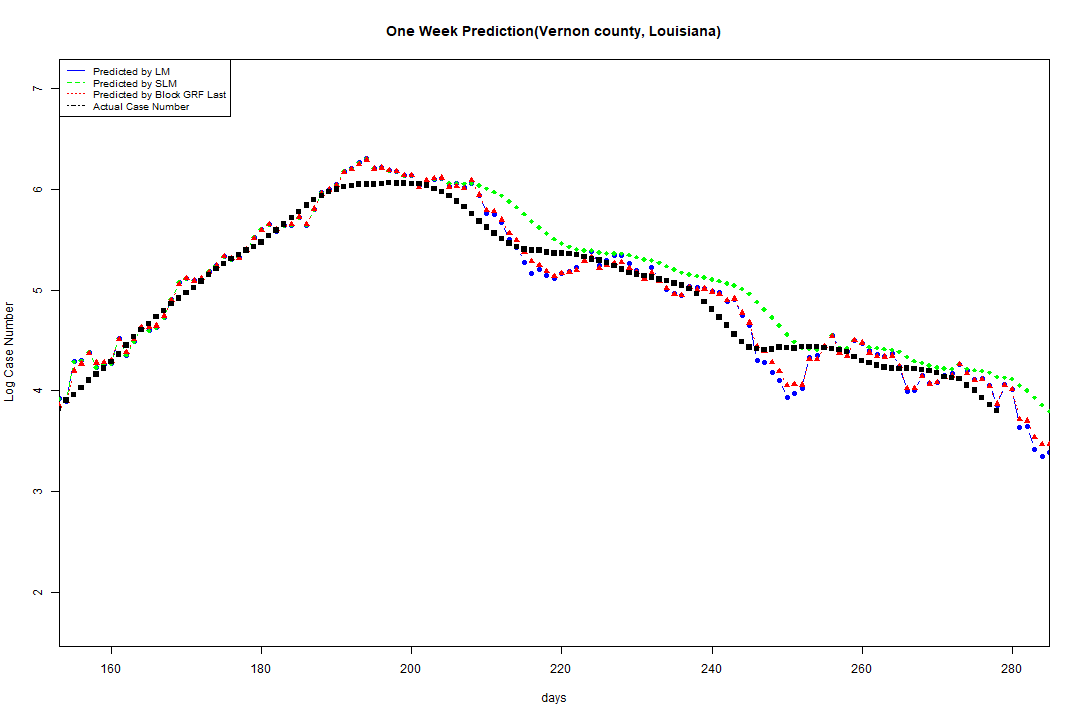 One Week Prediction(Vernon county, Louisiana)
Predicted by LM
Predicted by SLM
Predicted by Block GRF Last
Actual Case Number
7
6
5
4
3
2
Log Case Number
160 180 200 220 240 260 280
days